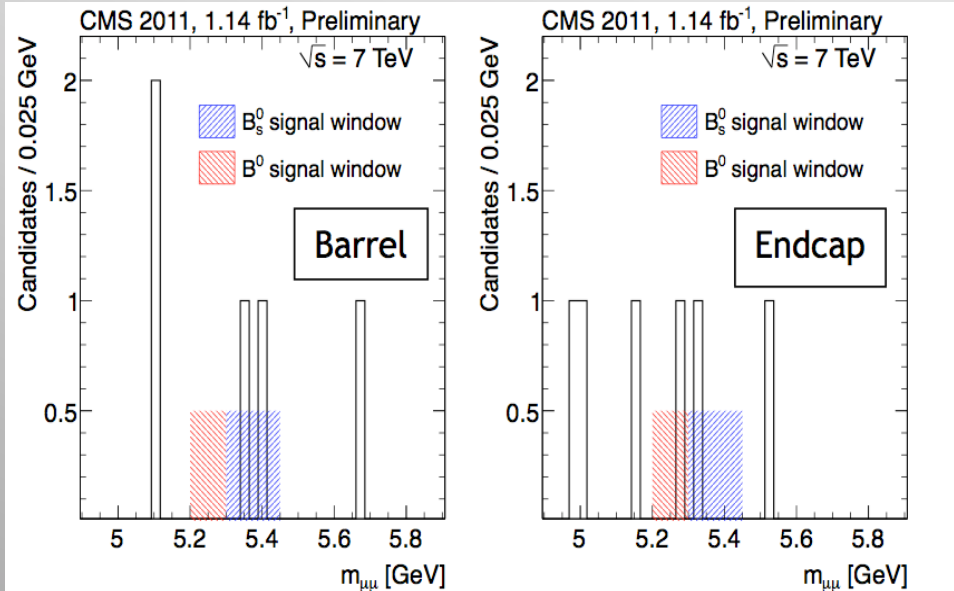 CMS 2011, 1.14 fb⁻¹, Preliminary
√s = 7 TeV
Candidates / 0.025 GeV
2
1.5
1
0.5
B⁰ₛ signal window
B⁰ signal window
Barrel
5 5.2 5.4 5.6 5.8
m_μμ [GeV]
CMS 2011, 1.14 fb⁻¹, Preliminary
√s = 7 TeV
Candidates / 0.025 GeV
2
1.5
1
0.5
B⁰ₛ signal window
B⁰ signal window
Endcap
5 5.2 5.4 5.6 5.8
m_μμ [GeV]